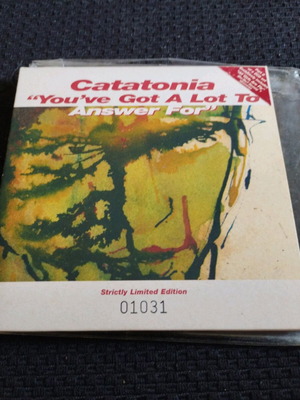 Catatonia
"You've Got A Lot To
Answer For"
Strictly Limited Edition
01031